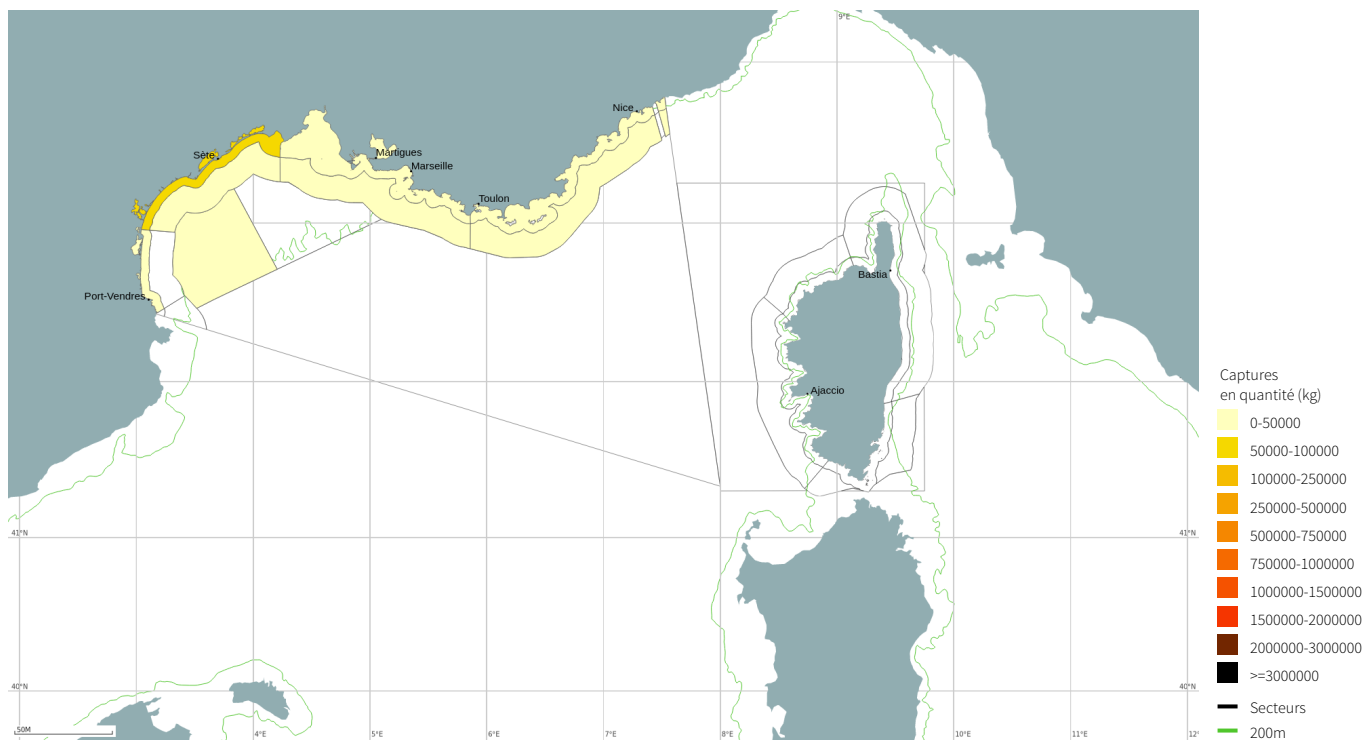 9°E
Nice
Sète
Martigues
Marseille
Toulon
Bastia
Port-Vendres
Ajaccio
41°N
41°N
40°N
40°N
50M
4°E
5°E
6°E
7°E
8°E
9°E
10°E
11°E
12°
Captures
en quantité (kg)
0-50000
50000-100000
100000-250000
250000-500000
500000-750000
750000-1000000
1000000-1500000
1500000-2000000
2000000-3000000
>=3000000
Secteurs
200m